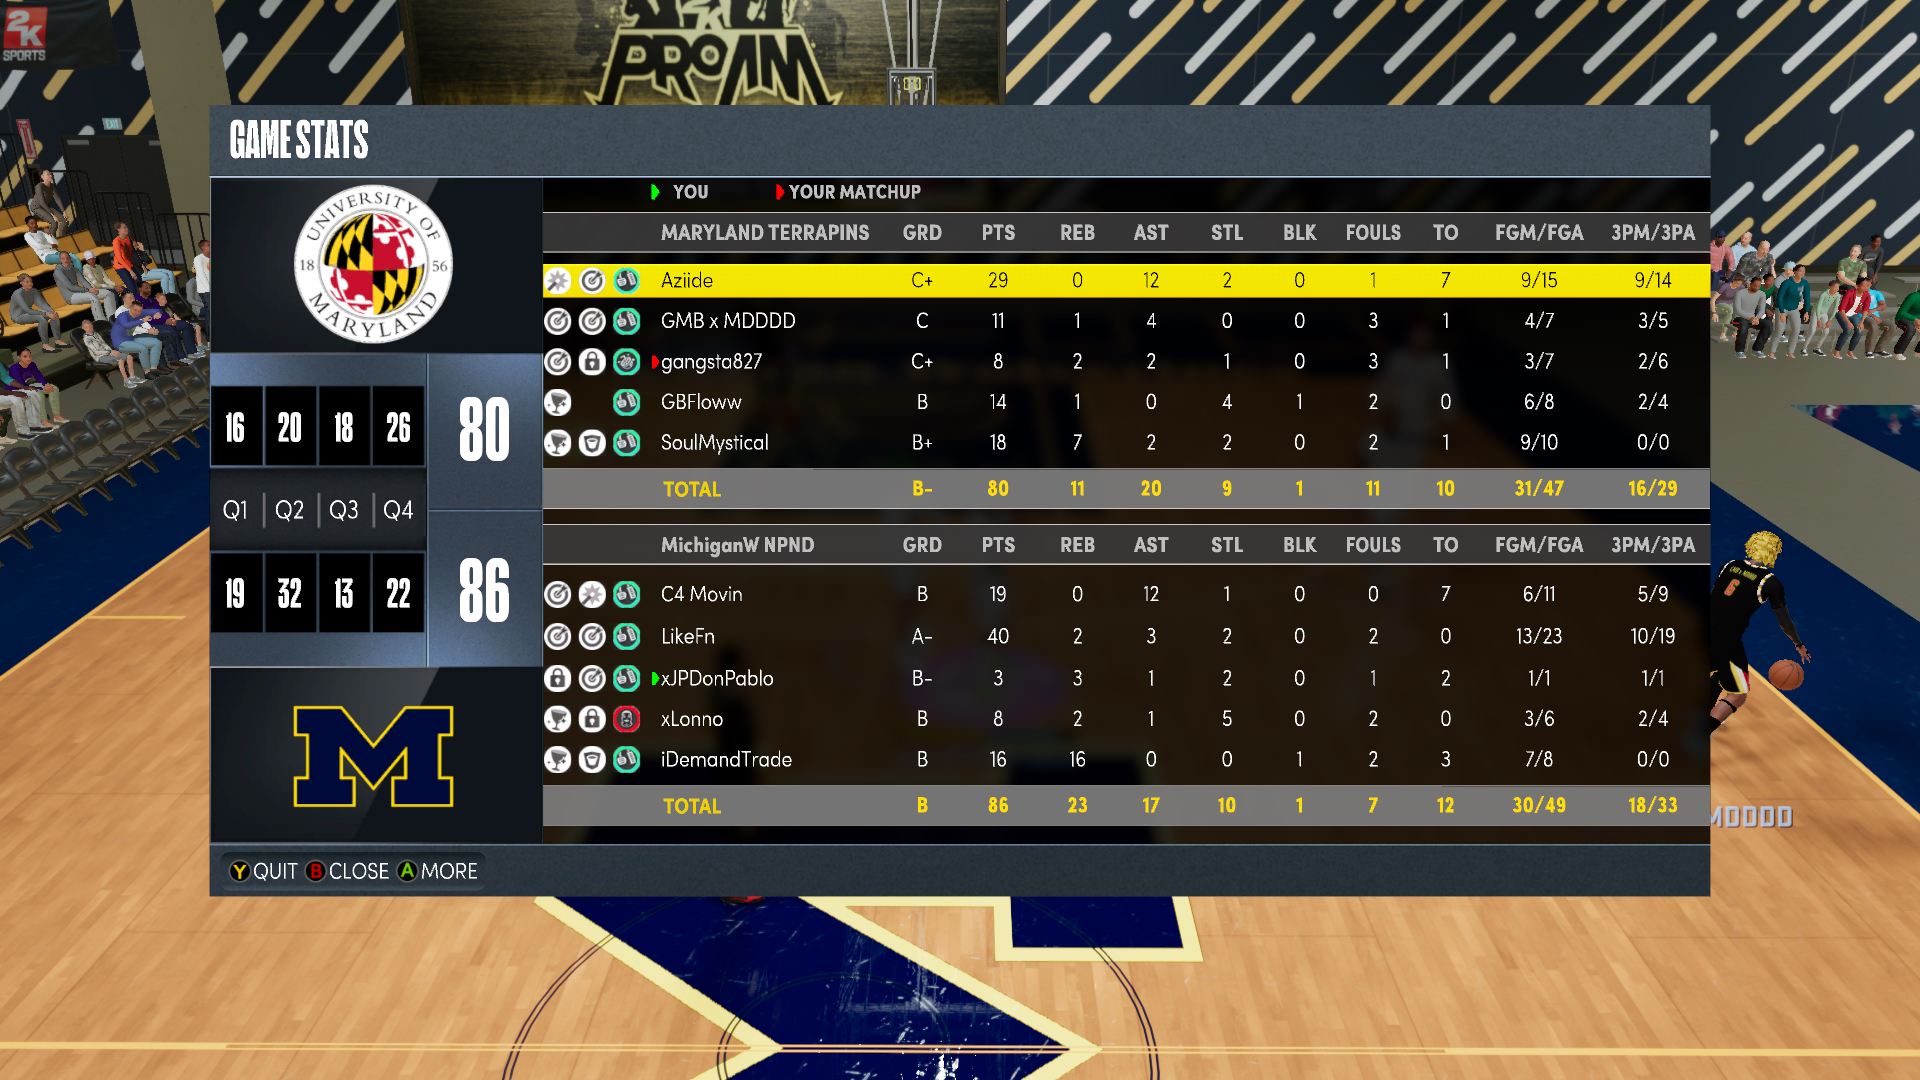 2K
SPORTS
2K
PRO AM
EXIT
GAME STATS
YOU YOUR MATCHUP
UNIVERSITY OF
18 56
MARYLAND
MARYLAND TERRAPINS GRD PTS REB AST STL BLK FOULS TO FGM/FGA 3PM/3PA
Aziide C+ 29 0 12 2 0 1 7 9/15 9/14
GMB x MDDDD C 11 1 4 0 0 3 1 4/7 3/5
gangsta827 C+ 8 2 2 1 0 3 1 3/7 2/6
GBFloww B 14 1 0 4 1 2 0 6/8 2/4
SoulMystical B+ 18 7 2 2 0 2 1 9/10 0/0
TOTAL B- 80 11 20 9 1 11 10 31/47 16/29
16 20 18 26 80
Q1 Q2 Q3 Q4
19 32 13 22 86
MichiganW NPND GRD PTS REB AST STL BLK FOULS TO FGM/FGA 3PM/3PA
C4 Movin B 19 0 12 1 0 0 7 6/11 5/9
LikeFn A- 40 2 3 2 0 2 0 13/23 10/19
xJPDonPablo B- 3 3 1 2 0 1 2 1/1 1/1
xLonno B 8 2 1 5 0 2 0 3/6 2/4
iDemandTrade B 16 16 0 0 1 2 3 7/8 0/0
TOTAL B 86 23 17 10 1 7 12 30/49 18/33
M
6
MDDDD
Y QUIT B CLOSE A MORE